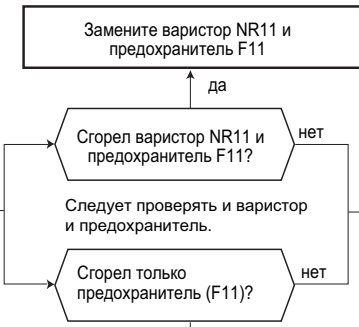 Замените варистор NR11 и
предохранитель F11
да
Сгорел варистор NR11 и
предохранитель F11?
нет
Следует проверять и варистор
и предохранитель.
Сгорел только
предохранитель (F11)?
нет